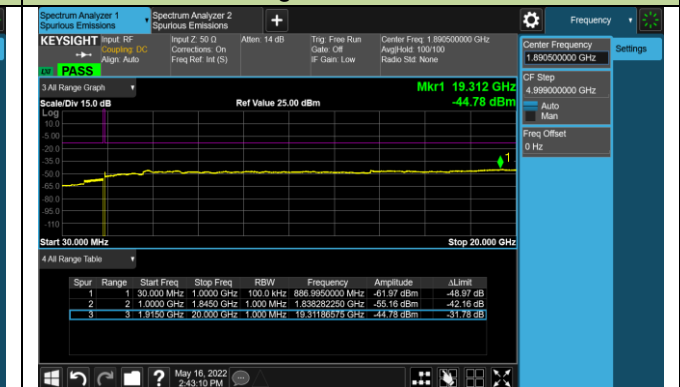 Spectrum Analyzer 1
Spurious Emissions
Spectrum Analyzer 2
Spurious Emissions
+
Frequency
KEYSIGHT
Input: RF
Coupling: DC
Align: Auto
Input Z: 50 Ω
Corrections: On
Freq Ref: Int (S)
Atten: 14 dB
Trig: Free Run
Gate: Off
IF Gain: Low
Center Freq: 1.890500000 GHz
Avg|Hold: 100/100
Radio Std: None
PASS
Center Frequency
1.890500000 GHz
Settings
CF Step
4.999000000 GHz
Auto
Man
Freq Offset
0 Hz
3 All Range Graph
Mkr1 19.312 GHz
Scale/Div 15.0 dB
Ref Value 25.00 dBm
-44.78 dBm
Log
10.0
-5.00
-20.0
-35.0
-50.0
-65.0
-80.0
-95.0
-110
1
Start 30.000 MHz
Stop 20.000 GHz
4 All Range Table
Spur Range Start Freq Stop Freq RBW Frequency Amplitude ΔLimit
1 1 30.000 MHz 1.0000 GHz 100.0 kHz 886.9950000 MHz -61.97 dBm -48.97 dB
2 2 1.0000 GHz 1.8450 GHz 1.000 MHz 1.838282250 GHz -55.16 dBm -42.16 dB
3 3 1.9150 GHz 20.000 GHz 1.000 MHz 19.31186575 GHz -44.78 dBm -31.78 dB
?
May 16, 2022
2:43:10 PM